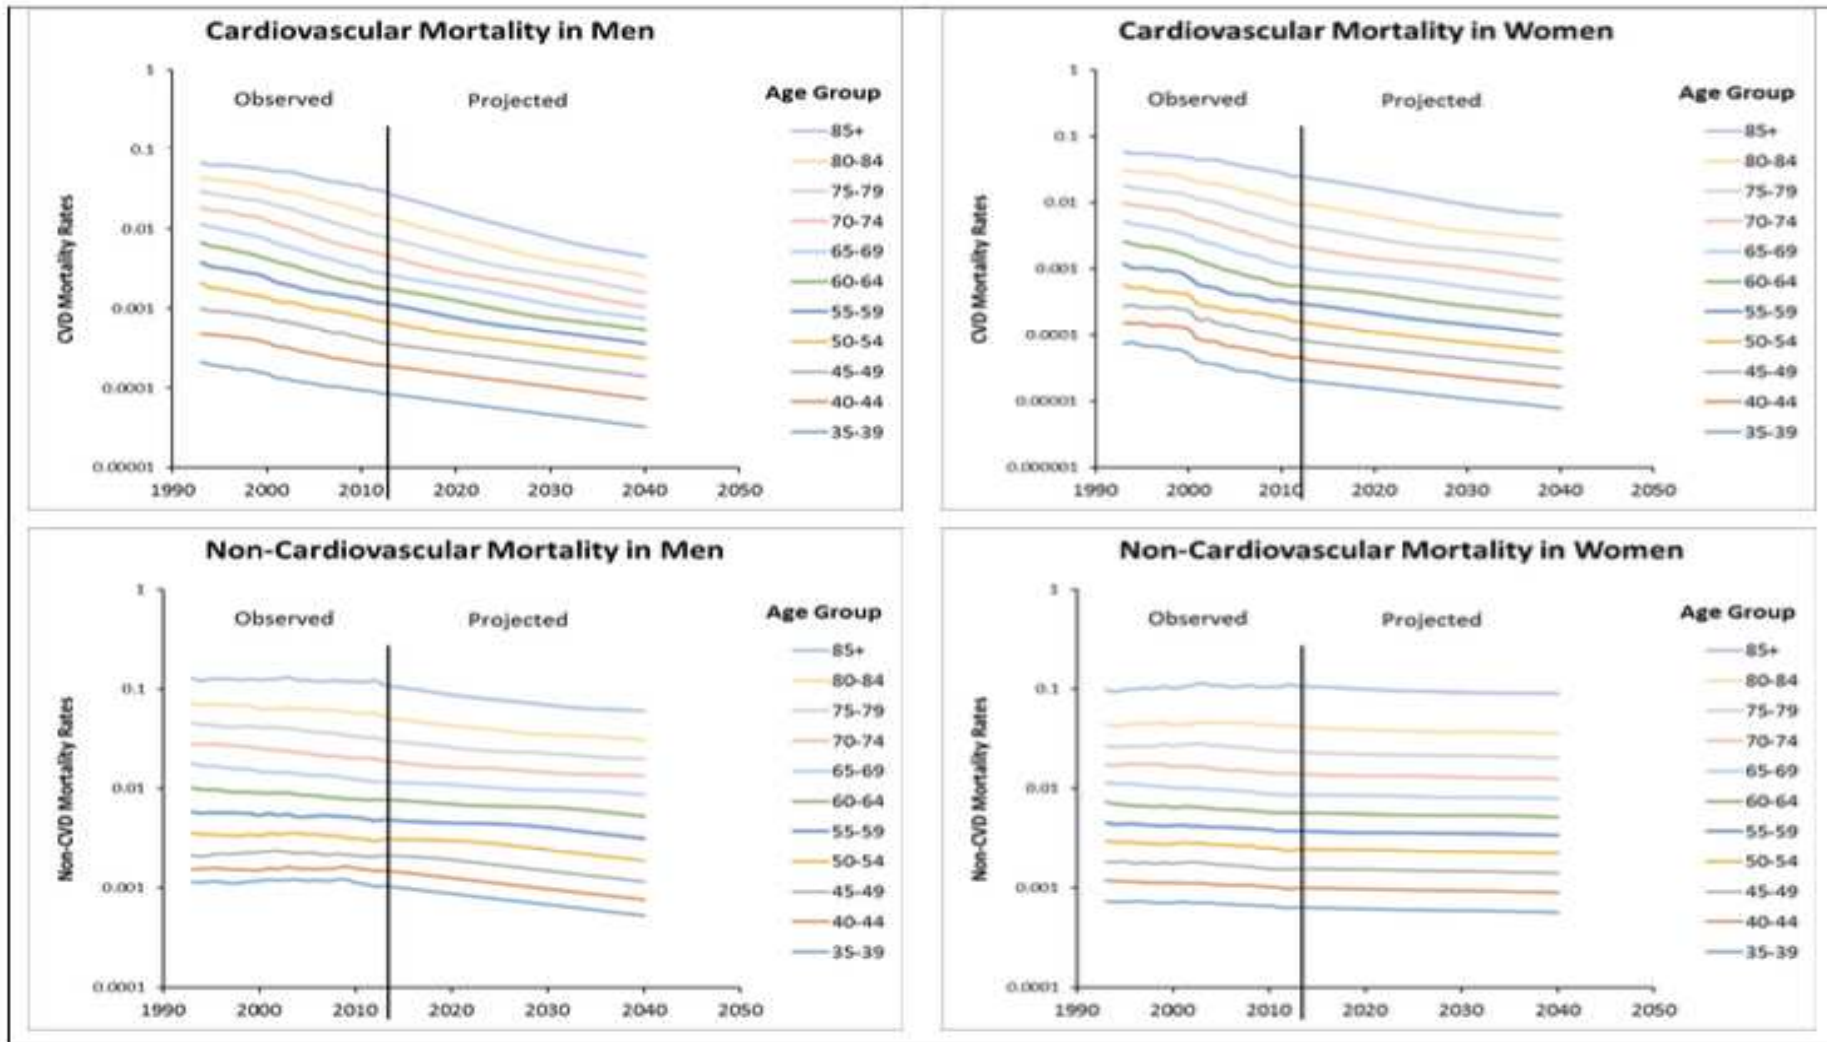 Cardiovascular Mortality in Men
Observed
Projected
Age Group
CVD Mortality Rates
1
0.1
0.01
0.001
0.0001
0.00001
1990 2000 2010 2020 2030 2040 2050
85+
80-84
75-79
70-74
65-69
60-64
55-59
50-54
45-49
40-44
35-39
Cardiovascular Mortality in Women
Observed
Projected
Age Group
CVD Mortality Rates
1
0.1
0.01
0.001
0.0001
0.00001
0.000001
1990 2000 2010 2020 2030 2040 2050
85+
80-84
75-79
70-74
65-69
60-64
55-59
50-54
45-49
40-44
35-39
Non-Cardiovascular Mortality in Men
Observed
Projected
Age Group
Non-CVD Mortality Rates
1
0.1
0.01
0.001
0.0001
1990 2000 2010 2020 2030 2040 2050
85+
80-84
75-79
70-74
65-69
60-64
55-59
50-54
45-49
40-44
35-39
Non-Cardiovascular Mortality in Women
Observed
Projected
Age Group
Non-CVD Mortality Rates
1
0.1
0.01
0.001
0.0001
1990 2000 2010 2020 2030 2040 2050
85+
80-84
75-79
70-74
65-69
60-64
55-59
50-54
45-49
40-44
35-39